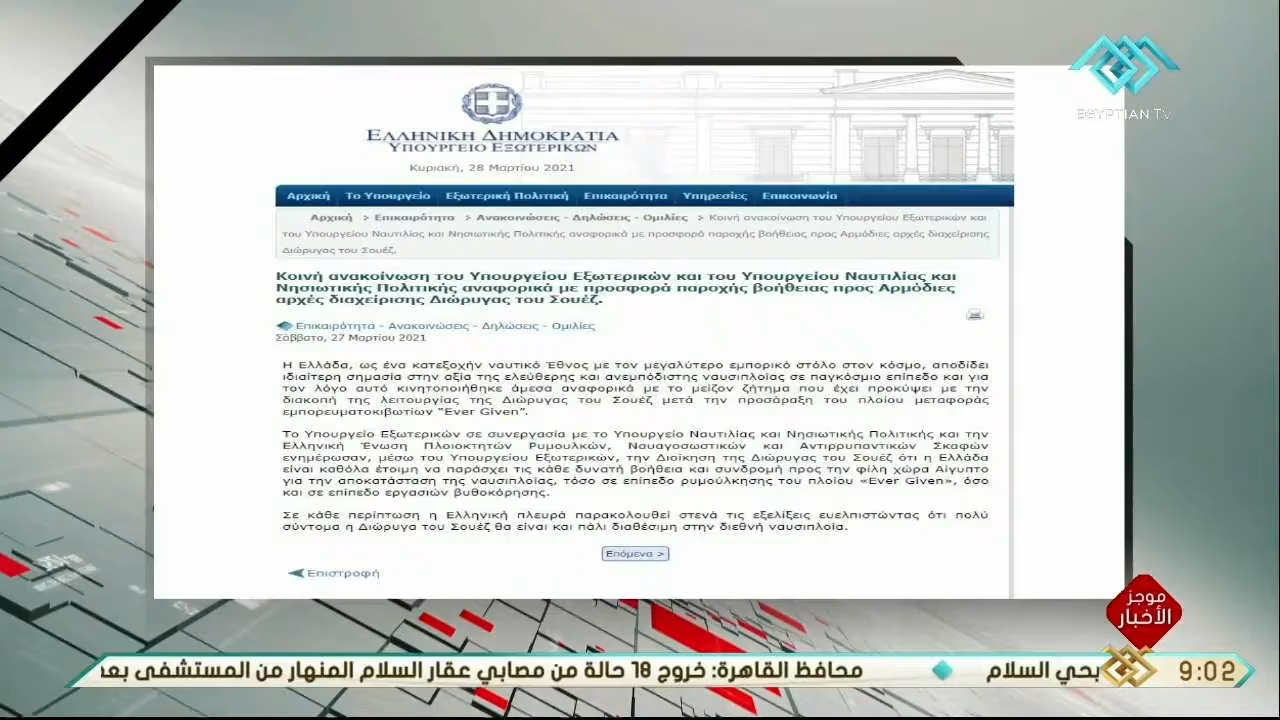 EGYPTIAN TV
ΕΛΛΗΝΙΚΗ ΔΗΜΟΚΡΑΤΙΑ
ΥΠΟΥΡΓΕΙΟ ΕΞΩΤΕΡΙΚΩΝ
Κυριακή, 28 Μαρτίου 2021
Αρχική Το Υπουργείο Εξωτερική Πολιτική Επικαιρότητα Υπηρεσίες Επικοινωνία
Αρχική > Επικαιρότητα > Ανακοινώσεις - Δηλώσεις - Ομιλίες > Κοινή ανακοίνωση του Υπουργείου Εξωτερικών και
του Υπουργείου Ναυτιλίας και Νησιωτικής Πολιτικής αναφορικά με προσφορά παροχής βοήθειας προς Αρμόδιες αρχές διαχείρισης
Διώρυγας του Σουέζ.
Κοινή ανακοίνωση του Υπουργείου Εξωτερικών και του Υπουργείου Ναυτιλίας και
Νησιωτικής Πολιτικής αναφορικά με προσφορά παροχής βοήθειας προς Αρμόδιες
αρχές διαχείρισης Διώρυγας του Σουέζ.
Επικαιρότητα - Ανακοινώσεις - Δηλώσεις - Ομιλίες
Σάββατο, 27 Μαρτίου 2021
Η Ελλάδα, ως ένα κατεξοχήν ναυτικό Έθνος με τον μεγαλύτερο εμπορικό στόλο στον κόσμο, αποδίδει
ιδιαίτερη σημασία στην αξία της ελεύθερης και ανεμπόδιστης ναυσιπλοΐας σε παγκόσμιο επίπεδο και για
τον λόγο αυτό κινητοποιήθηκε άμεσα αναφορικά με το μείζον ζήτημα που έχει προκύψει με την
διακοπή της λειτουργίας της Διώρυγας του Σουέζ μετά την προσάραξη του πλοίου μεταφοράς
εμπορευματοκιβωτίων "Ever Given".
Το Υπουργείο Εξωτερικών σε συνεργασία με το Υπουργείο Ναυτιλίας και Νησιωτικής Πολιτικής και την
Ελληνική Ένωση Πλοιοκτητών Ρυμουλκών, Ναυαγοσωστικών και Αντιρρυπαντικών Σκαφών
ενημέρωσαν, μέσω του Υπουργείου Εξωτερικών, την Διοίκηση της Διώρυγας του Σουέζ ότι η Ελλάδα
είναι καθόλα έτοιμη να παράσχει τις κάθε δυνατή βοήθεια και συνδρομή προς την φίλη χώρα Αίγυπτο
για την αποκατάσταση της ναυσιπλοΐας, τόσο σε επίπεδο ρυμούλκησης του πλοίου «Ever Given», όσο
και σε επίπεδο εργασιών βυθοκόρησης.
Σε κάθε περίπτωση η Ελληνική πλευρά παρακολουθεί στενά τις εξελίξεις ευελπιστώντας ότι πολύ
σύντομα η Διώρυγα του Σουέζ θα είναι και πάλι διαθέσιμη στην διεθνή ναυσιπλοΐα.
Επόμενα >
Επιστροφή
موجز
الأخبار
9:02
بحي السلام
محافظ القاهرة: خروج 18 حالة من مصابي عقار السلام المنهار من المستشفى بعد